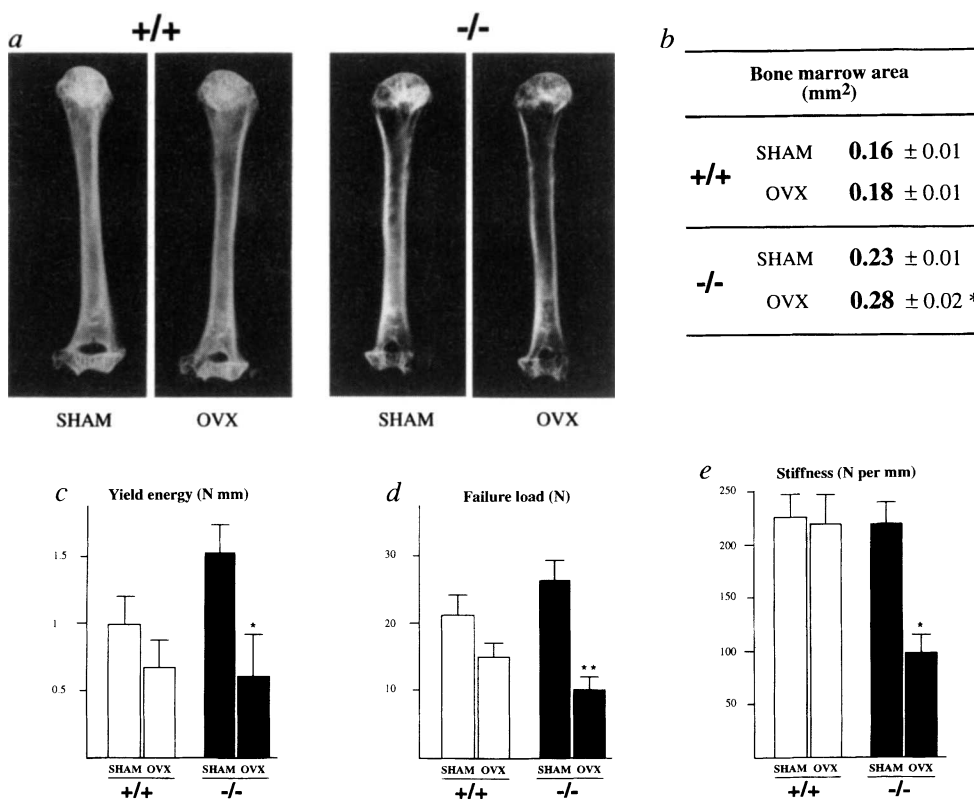 a
+/+
-/-
SHAM
OVX
SHAM
OVX
b
Bone marrow area
(mm²)
+/+
SHAM 0.16 ± 0.01
OVX 0.18 ± 0.01
-/-
SHAM 0.23 ± 0.01
OVX 0.28 ± 0.02 *
c
Yield energy (N mm)
1.5
1
0.5
*
SHAM OVX
SHAM OVX
+/+
-/-
d
Failure load (N)
30
20
10
**
SHAM OVX
SHAM OVX
+/+
-/-
e
Stiffness (N per mm)
250
200
150
100
50
*
SHAM OVX
SHAM OVX
+/+
-/-